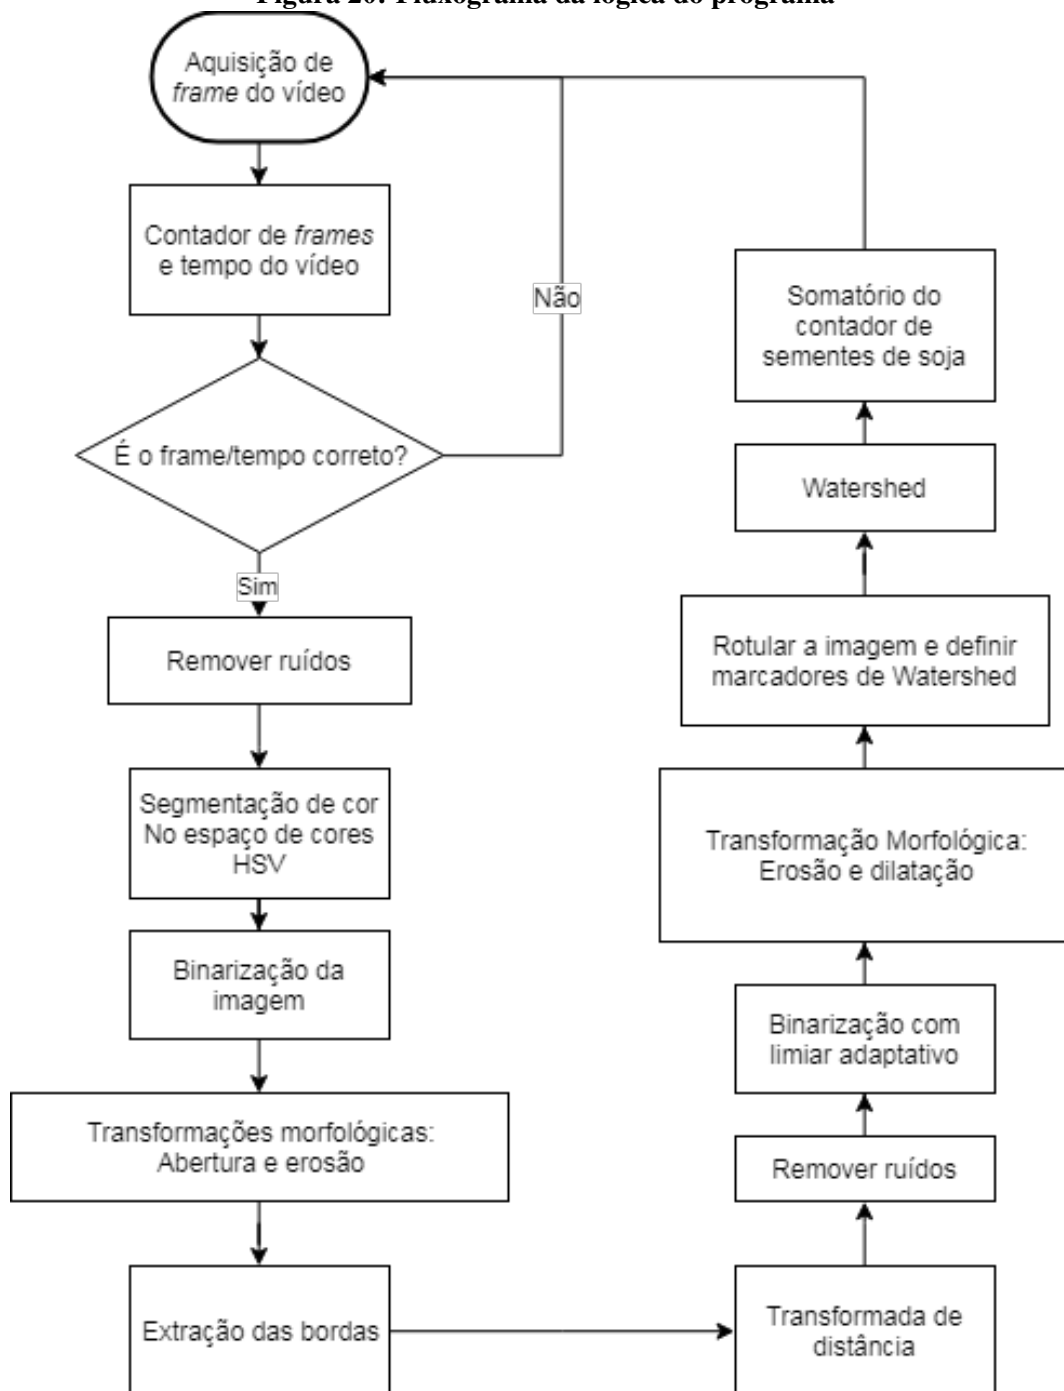 Figura 20: Fluxograma da lógica do programa
Aquisição de
frame do vídeo
Contador de frames
e tempo do vídeo
É o frame/tempo correto?
Não
Sim
Remover ruídos
Segmentação de cor
No espaço de cores
HSV
Binarização da
imagem
Transformações morfológicas:
Abertura e erosão
Extração das bordas
Transformada de
distância
Remover ruídos
Binarização com
limiar adaptativo
Transformação Morfológica:
Erosão e dilatação
Rotular a imagem e definir
marcadores de Watershed
Watershed
Somatório do
contador de
sementes de soja